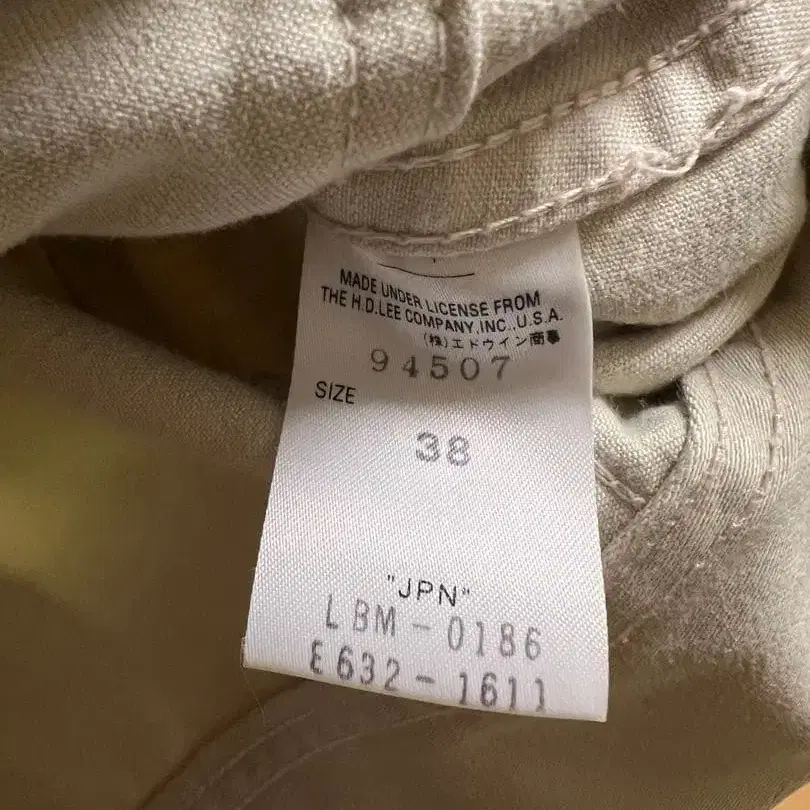 MADE UNDER LICENSE FROM
THE H.D.LEE COMPANY,INC.,U.S.A.
(株)エドウイン商事
94507
SIZE
38
"JPN"
LBM-0186
E632-1611